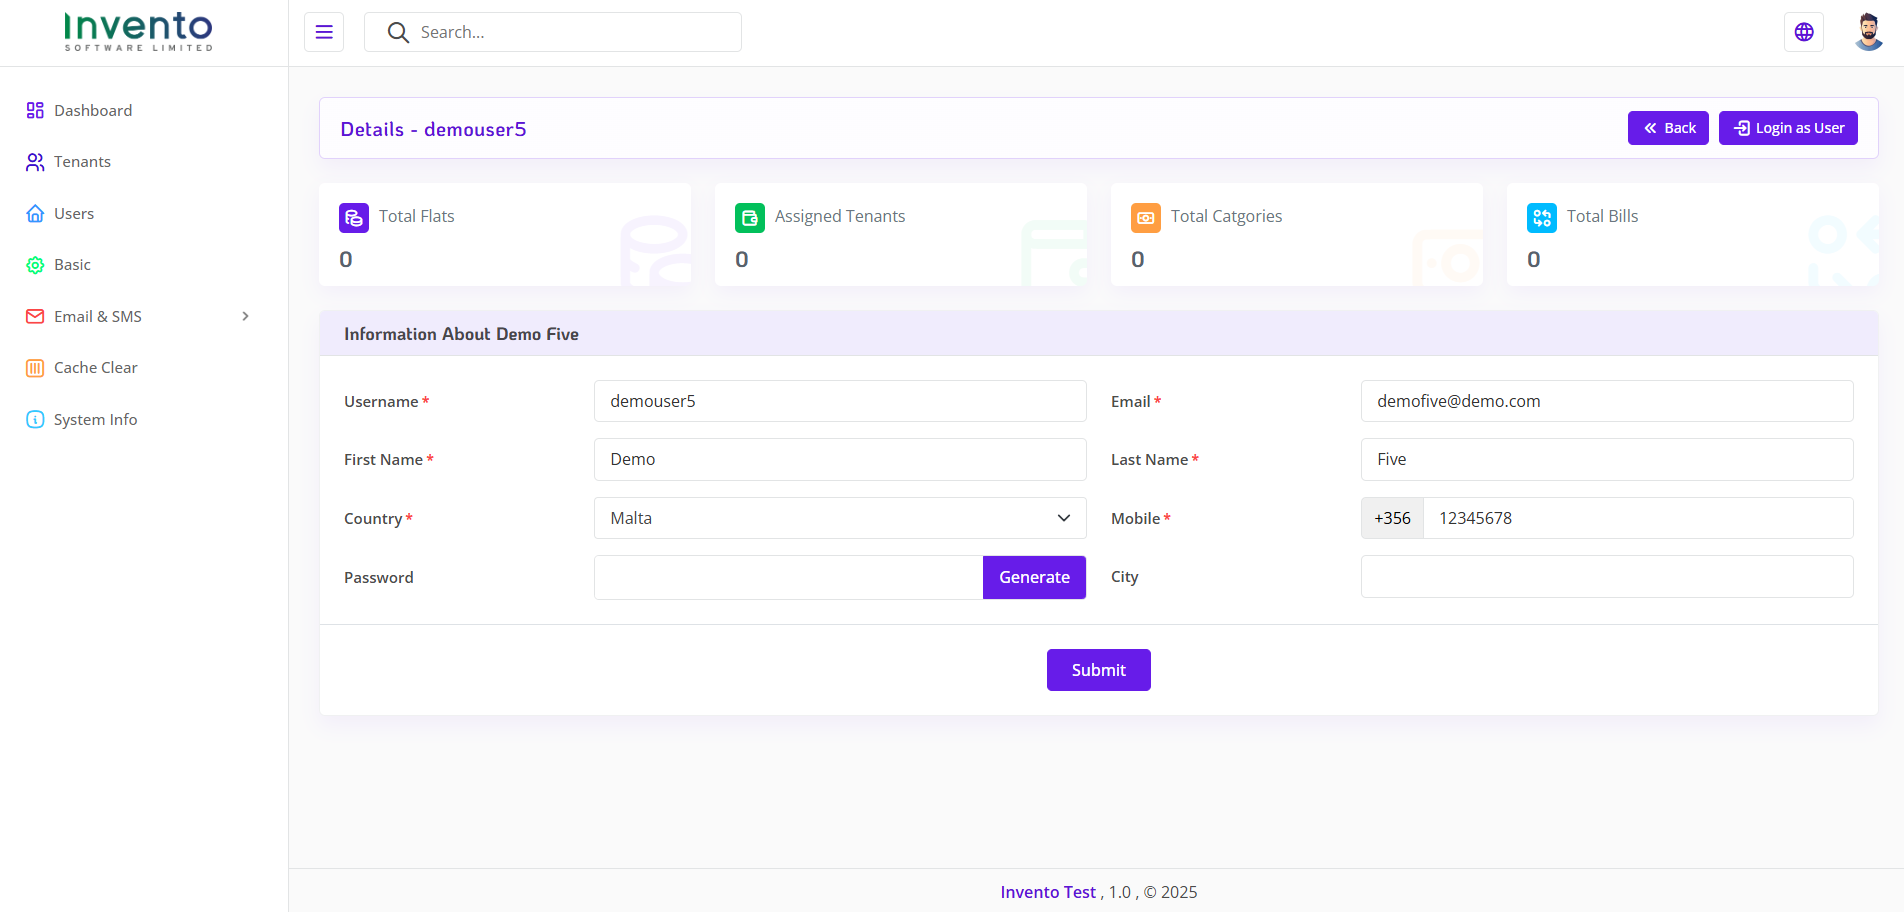 Invento
SOFTWARE LIMITED
Search...
Dashboard
Tenants
Users
Basic
Email & SMS
Cache Clear
System Info
Details - demouser5
Back
Login as User
Total Flats
0
Assigned Tenants
0
Total Catgories
0
Total Bills
0
Information About Demo Five
Username *
demouser5
Email *
demofive@demo.com
First Name *
Demo
Last Name *
Five
Country *
Malta
Mobile *
+356
12345678
Password
Generate
City
Submit
Invento Test , 1.0 , © 2025